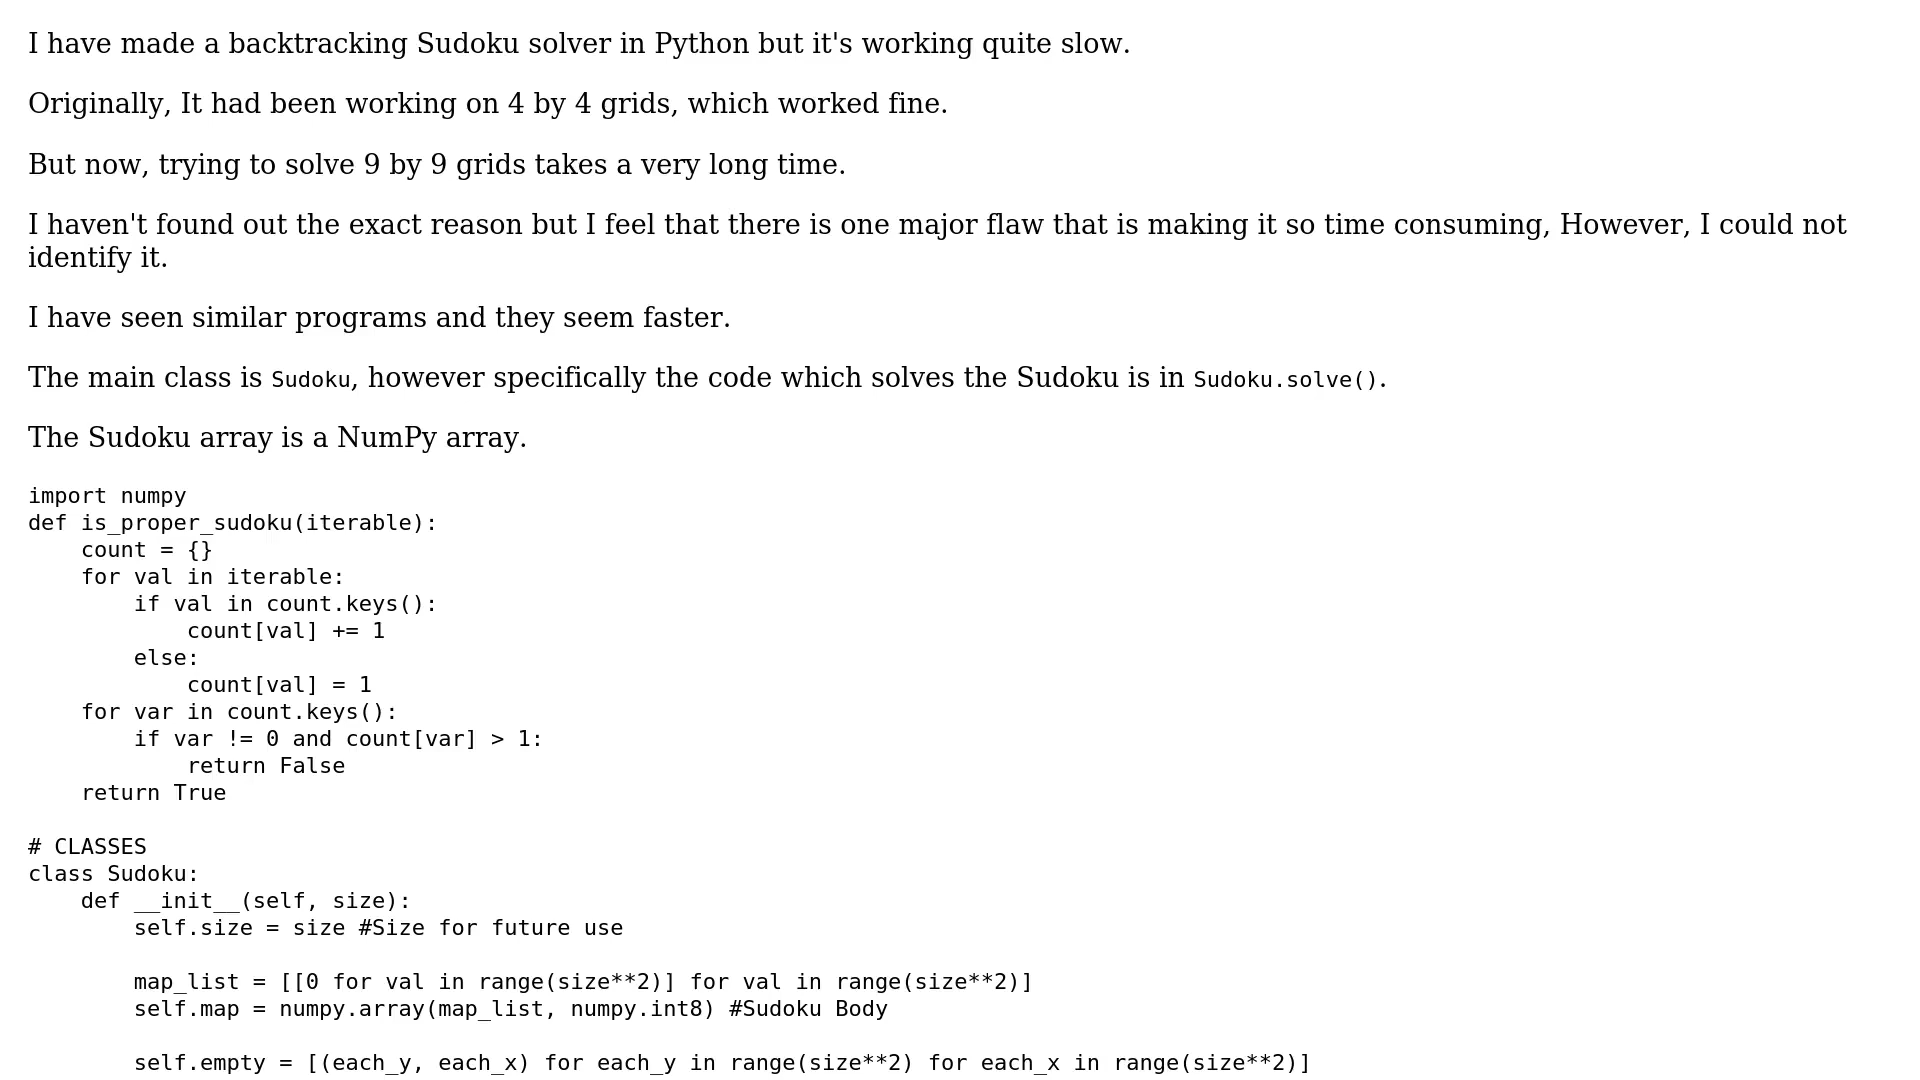 I have made a backtracking Sudoku solver in Python but it's working quite slow.
Originally, It had been working on 4 by 4 grids, which worked fine.
But now, trying to solve 9 by 9 grids takes a very long time.
I haven't found out the exact reason but I feel that there is one major flaw that is making it so time consuming, However, I could not
identify it.
I have seen similar programs and they seem faster.
The main class is Sudoku, however specifically the code which solves the Sudoku is in Sudoku.solve().
The Sudoku array is a NumPy array.
import numpy
def is_proper_sudoku(iterable):
    count = {}
    for val in iterable:
        if val in count.keys():
            count[val] += 1
        else:
            count[val] = 1
    for var in count.keys():
        if var != 0 and count[var] > 1:
            return False
    return True
# CLASSES
class Sudoku:
    def __init__(self, size):
        self.size = size #Size for future use
        map_list = [[0 for val in range(size**2)] for val in range(size**2)]
        self.map = numpy.array(map_list, numpy.int8) #Sudoku Body
        self.empty = [(each_y, each_x) for each_y in range(size**2) for each_x in range(size**2)]